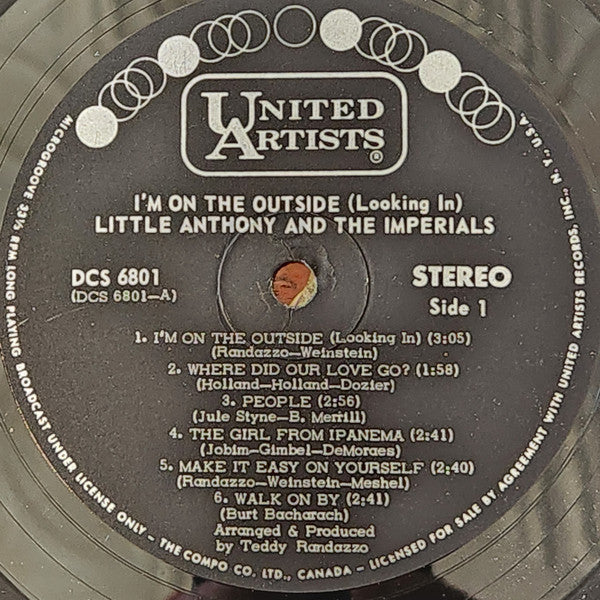 UNITED
ARTISTS
®
I'M ON THE OUTSIDE (Looking In)
LITTLE ANTHONY AND THE IMPERIALS
DCS 6801
(DCS 6801-A)
STEREO
Side 1
1. I'M ON THE OUTSIDE (Looking In) (3:05)
(Randazzo-Weinstein)
2. WHERE DID OUR LOVE GO? (1:58)
(Holland-Holland-Dozier)
3. PEOPLE (2:56)
(Jule Styne-B. Merrill)
4. THE GIRL FROM IPANEMA (2:41)
(Jobim-Gimbel-DeMoraes)
5. MAKE IT EASY ON YOURSELF (2:40)
(Randazzo-Weinstein-Meshel)
6. WALK ON BY (2:41)
(Burt Bacharach)
Arranged & Produced
by Teddy Randazzo
MICROGROOVE 33⅓ RPM LONG PLAYING BROADCAST UNDER LICENSE ONLY - THE COMPO CO. LTD., CANADA - LICENSED FOR SALE BY AGREEMENT WITH UNITED ARTISTS RECORDS, INC., N. Y., U.S.A.